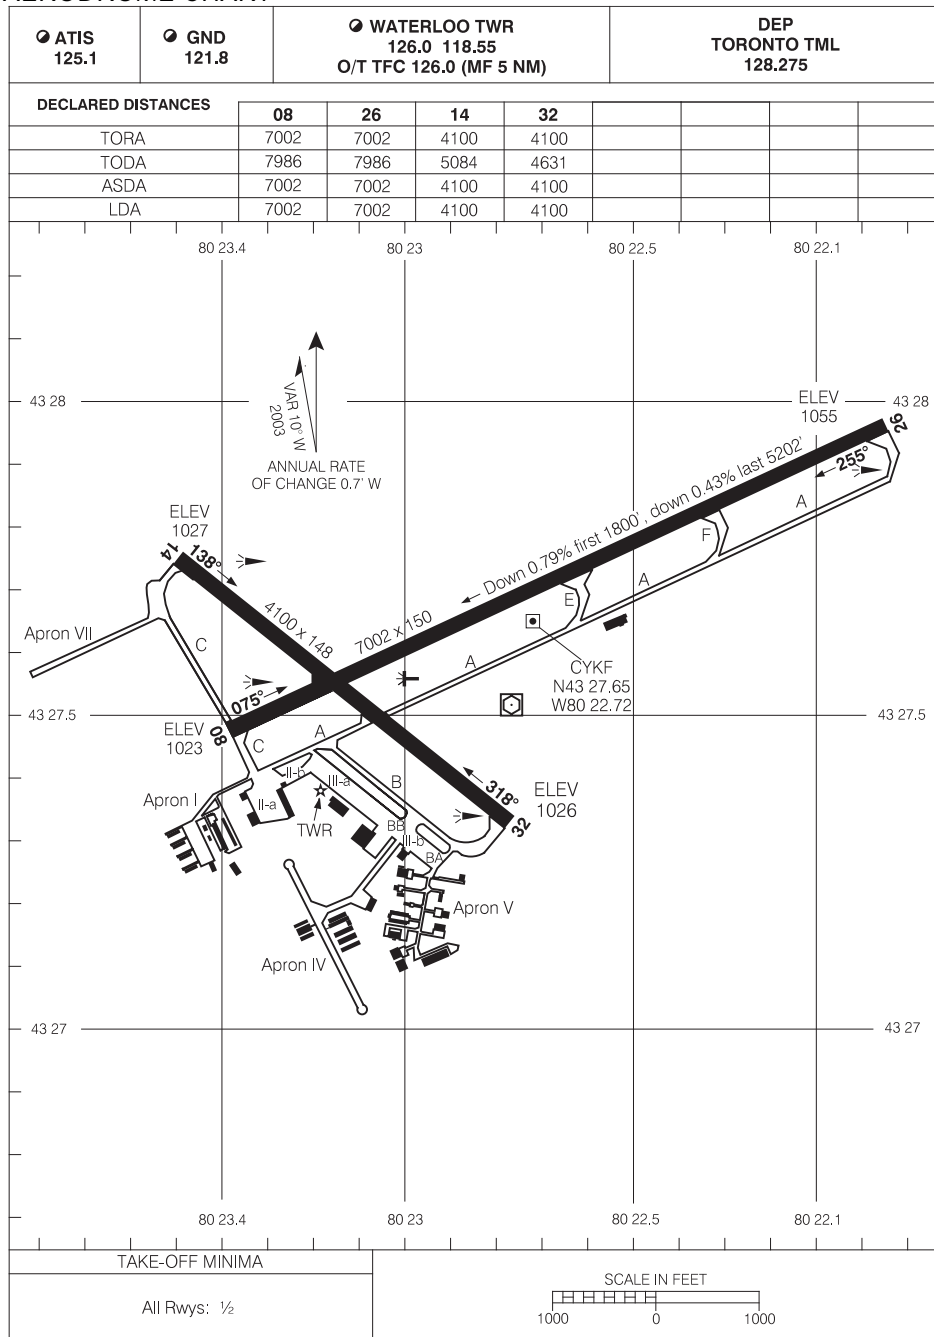 AERODROME CHART
ATIS
125.1
GND
121.8
WATERLOO TWR
126.0 118.55
O/T TFC 126.0 (MF 5 NM)
DEP
TORONTO TML
128.275
DECLARED DISTANCES
08 26 14 32
TORA 7002 7002 4100 4100
TODA 7986 7986 5084 4631
ASDA 7002 7002 4100 4100
LDA 7002 7002 4100 4100
80 23.4 80 23 80 22.5 80 22.1
VAR 10° W
2003
ANNUAL RATE
OF CHANGE 0.7' W
43 28
ELEV
1055
43 28
26
255°
Down 0.79% first 1800', down 0.43% last 5202'
A
F
A
E
ELEV
1027
14
138°
4100 x 148
7002 x 150
Apron VII
C
A
CYKF
N43 27.65
W80 22.72
075°
43 27.5
43 27.5
ELEV
1023
08
C
A
II-b
III-a
B
318°
ELEV
1026
32
Apron I
II-a
TWR
BB
III-b
BA
Apron V
Apron IV
43 27
43 27
80 23.4 80 23 80 22.5 80 22.1
TAKE-OFF MINIMA
All Rwys: ½
SCALE IN FEET
1000 0 1000